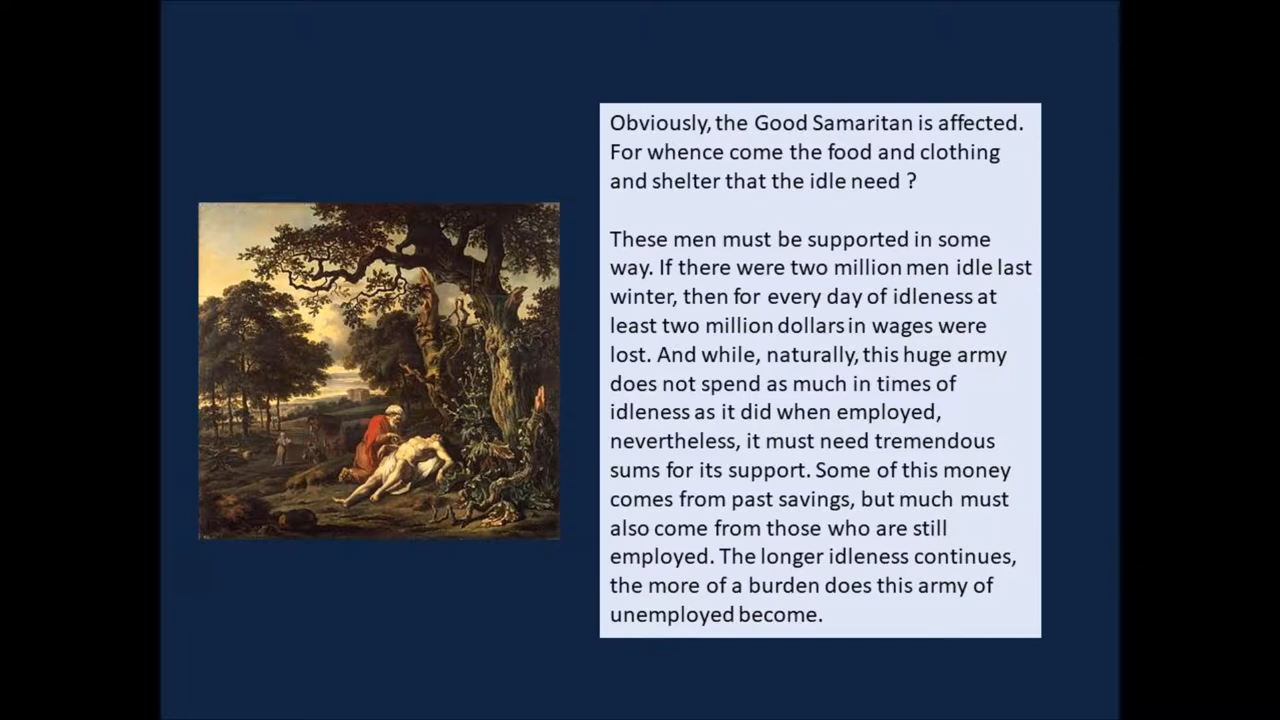 Obviously, the Good Samaritan is affected.
For whence come the food and clothing
and shelter that the idle need ?
These men must be supported in some
way. If there were two million men idle last
winter, then for every day of idleness at
least two million dollars in wages were
lost. And while, naturally, this huge army
does not spend as much in times of
idleness as it did when employed,
nevertheless, it must need tremendous
sums for its support. Some of this money
comes from past savings, but much must
also come from those who are still
employed. The longer idleness continues,
the more of a burden does this army of
unemployed become.